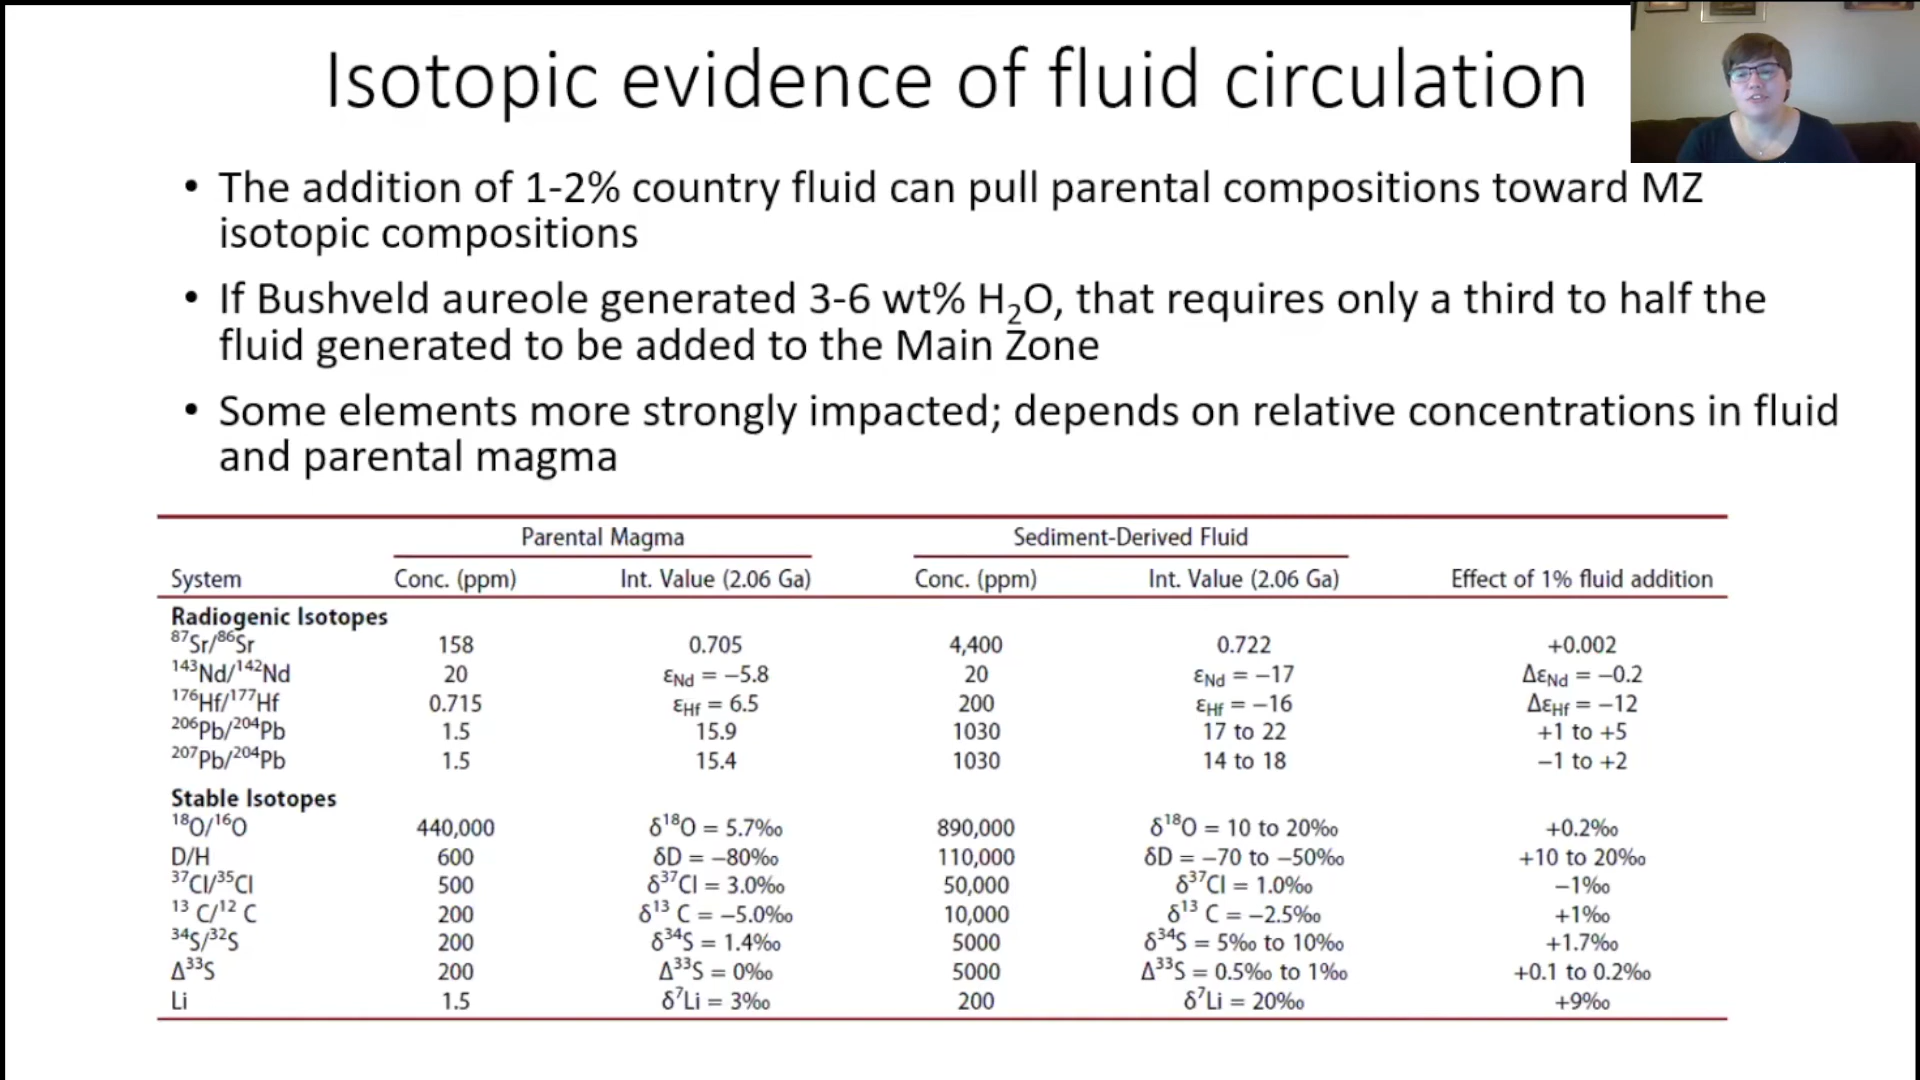 Isotopic evidence of fluid circulation
• The addition of 1-2% country fluid can pull parental compositions toward MZ
isotopic compositions
• If Bushveld aureole generated 3-6 wt% H₂O, that requires only a third to half the
fluid generated to be added to the Main Zone
• Some elements more strongly impacted; depends on relative concentrations in fluid
and parental magma
Parental Magma Sediment-Derived Fluid
System Conc. (ppm) Int. Value (2.06 Ga) Conc. (ppm) Int. Value (2.06 Ga) Effect of 1% fluid addition
Radiogenic Isotopes
⁸⁷Sr/⁸⁶Sr 158 0.705 4,400 0.722 +0.002
¹⁴³Nd/¹⁴²Nd 20 εNd = −5.8 20 εNd = −17 ΔεNd = −0.2
¹⁷⁶Hf/¹⁷⁷Hf 0.715 εHf = 6.5 200 εHf = −16 ΔεHf = −12
²⁰⁶Pb/²⁰⁴Pb 1.5 15.9 1030 17 to 22 +1 to +5
²⁰⁷Pb/²⁰⁴Pb 1.5 15.4 1030 14 to 18 −1 to +2
Stable Isotopes
¹⁸O/¹⁶O 440,000 δ¹⁸O = 5.7‰ 890,000 δ¹⁸O = 10 to 20‰ +0.2‰
D/H 600 δD = −80‰ 110,000 δD = −70 to −50‰ +10 to 20‰
³⁷Cl/³⁵Cl 500 δ³⁷Cl = 3.0‰ 50,000 δ³⁷Cl = 1.0‰ −1‰
¹³ C/¹² C 200 δ¹³ C = −5.0‰ 10,000 δ¹³ C = −2.5‰ +1‰
³⁴S/³²S 200 δ³⁴S = 1.4‰ 5000 δ³⁴S = 5‰ to 10‰ +1.7‰
Δ³³S 200 Δ³³S = 0‰ 5000 Δ³³S = 0.5‰ to 1‰ +0.1 to 0.2‰
Li 1.5 δ⁷Li = 3‰ 200 δ⁷Li = 20‰ +9‰